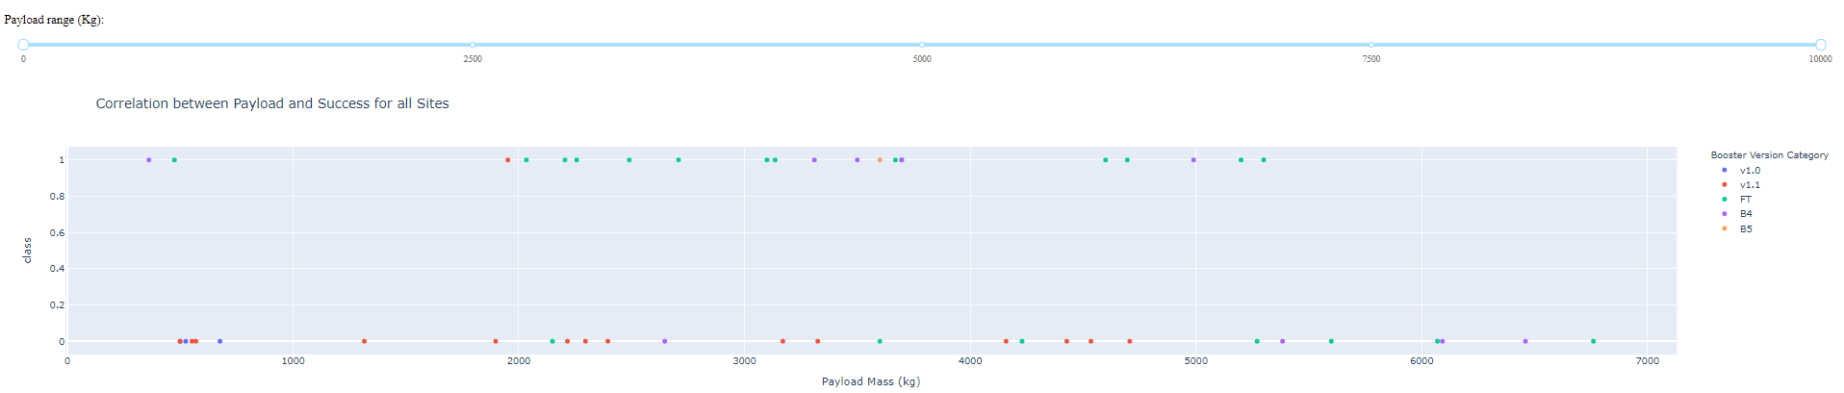 Payload range (Kg):
0 2500 5000 7500 10000
Correlation between Payload and Success for all Sites
Booster Version Category
v1.0
v1.1
FT
B4
B5
class
1
0.8
0.6
0.4
0.2
0
0 1000 2000 3000 4000 5000 6000 7000
Payload Mass (kg)